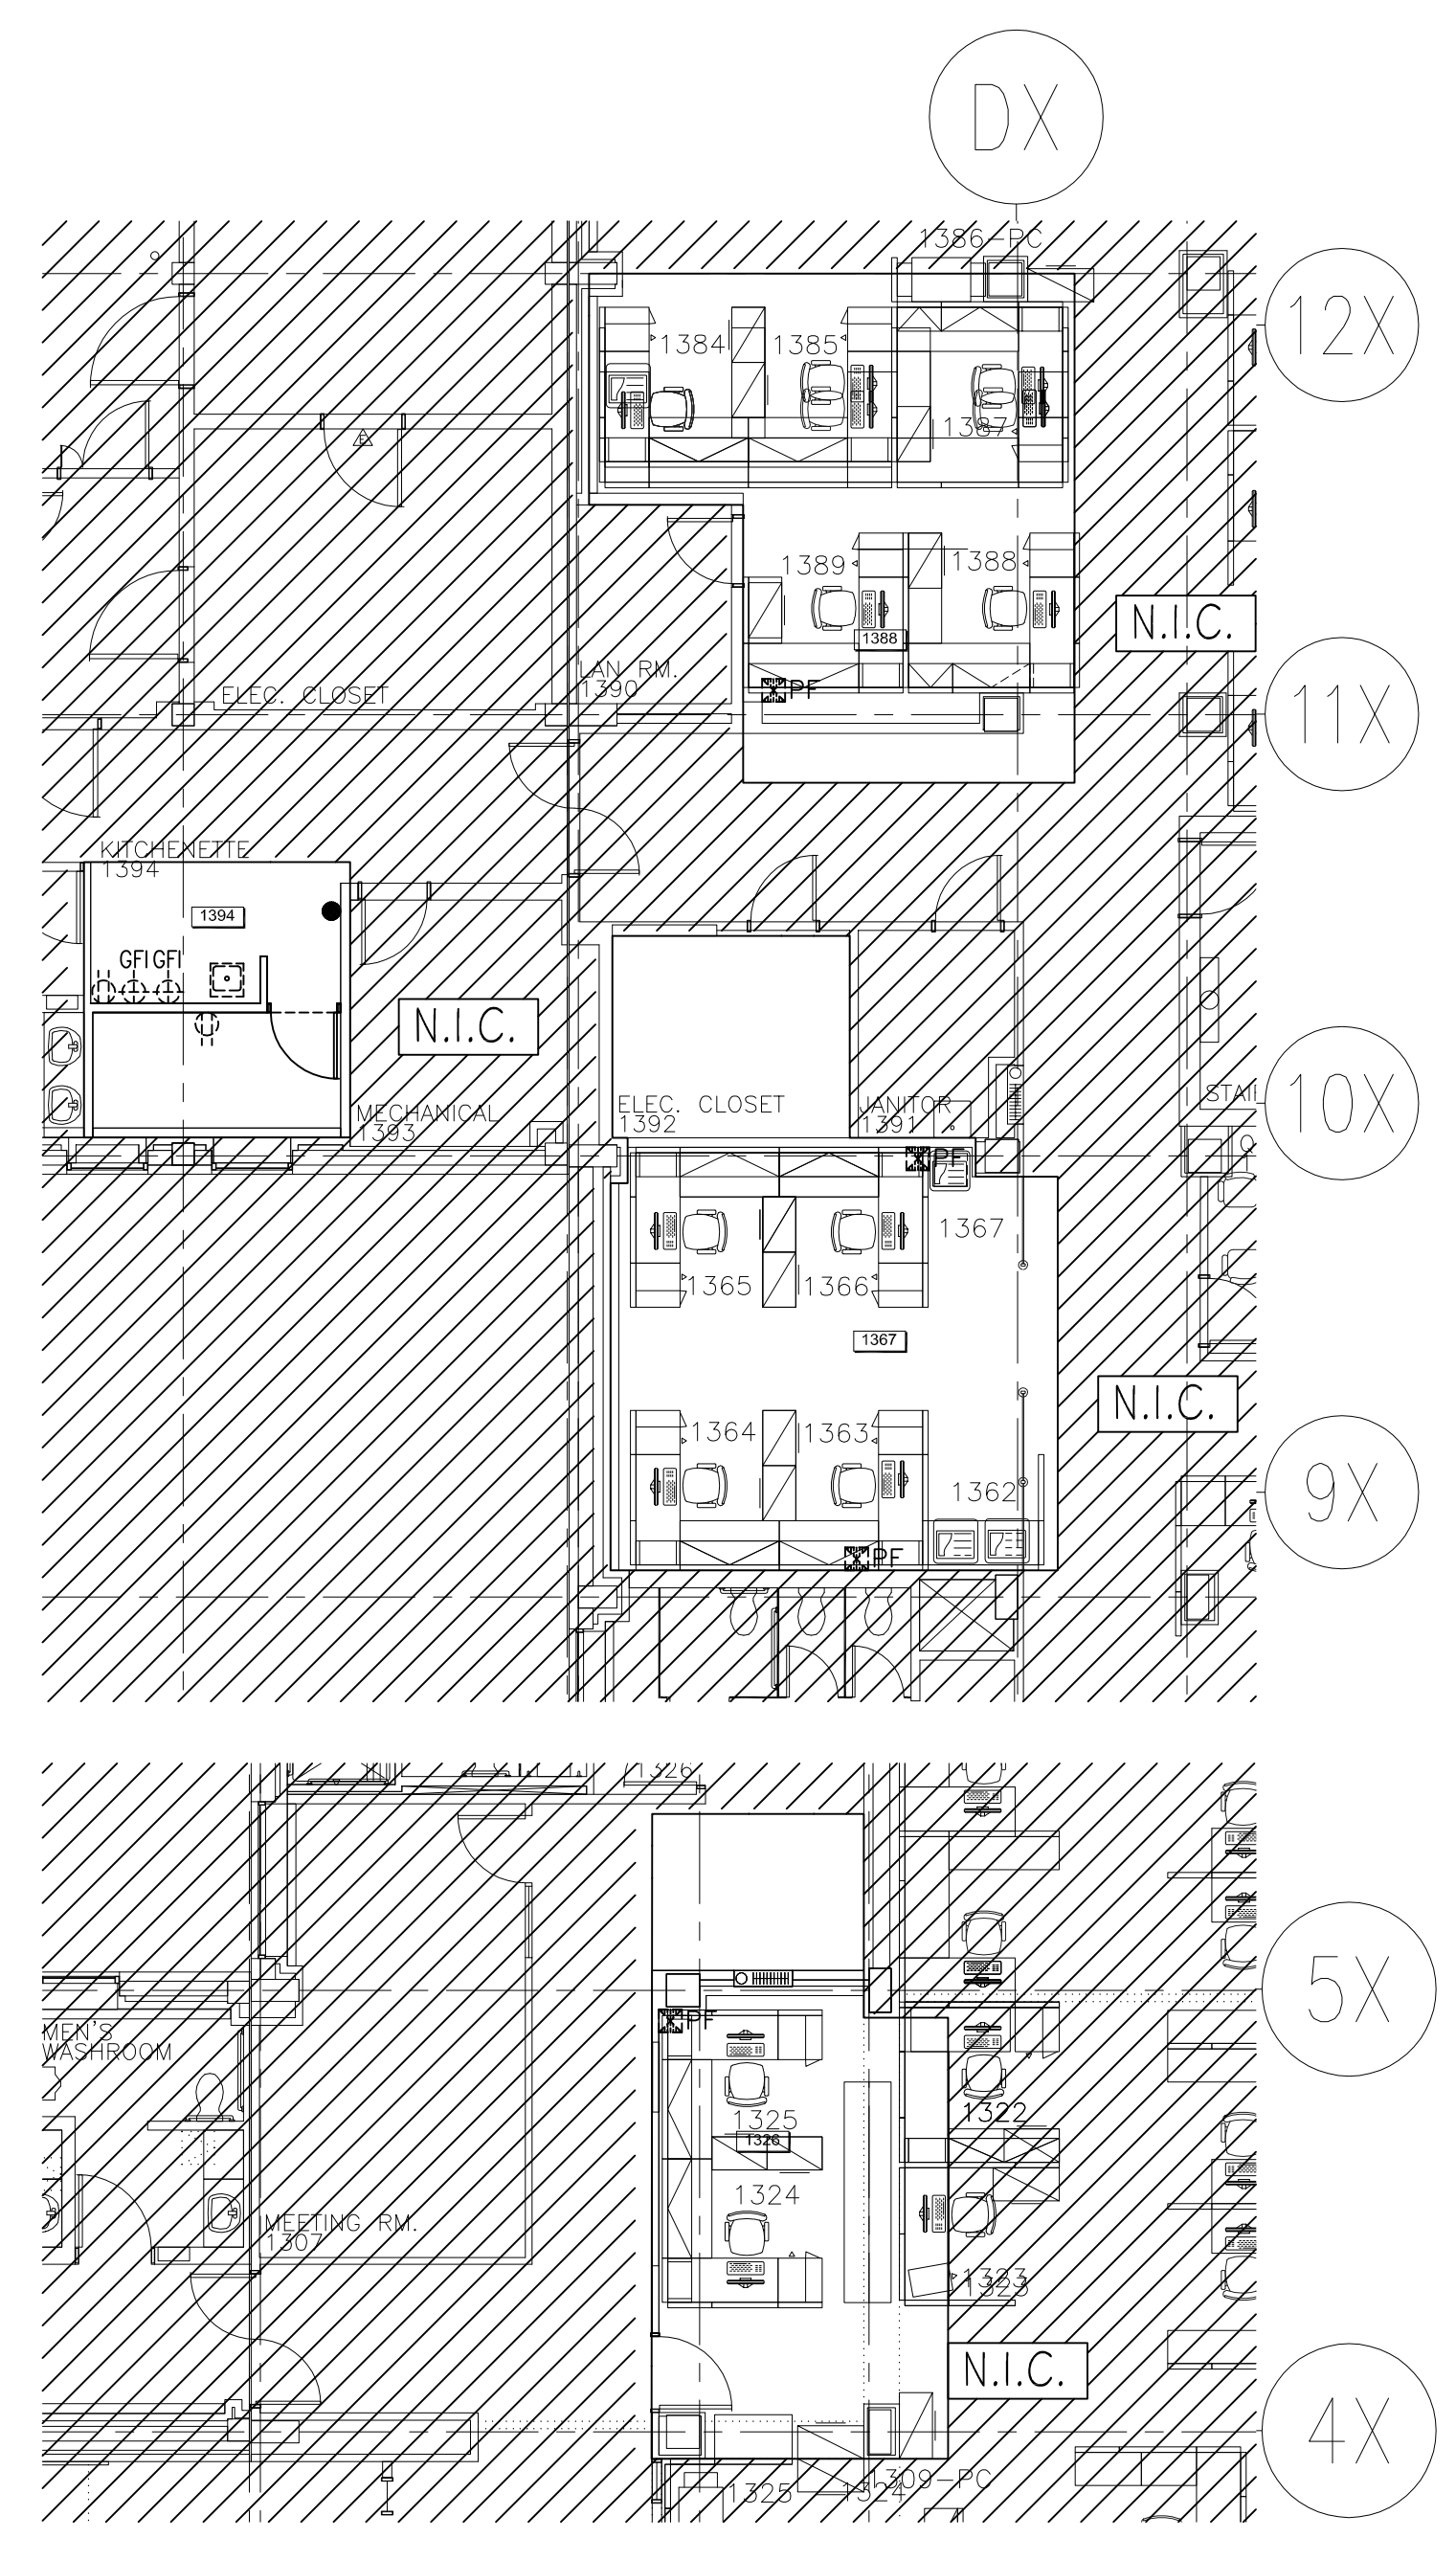 DX
1386-PC
12X
1384
1385
1387
1389
1388
1388
N.I.C.
LAN RM.
1390
ELEC. CLOSET
PF
11X
KITCHENETTE
1394
1394
GFI GFI
N.I.C.
MECHANICAL
1393
ELEC. CLOSET
1392
JANITOR
1391
10X
PF
1367
1365
1366
1367
N.I.C.
1364
1363
9X
1362
PF
1326
5X
MEN'S
WASHROOM
PF
1325
1322
1326
1324
MEETING RM.
1307
1323
N.I.C.
4X
1309-PC
1325
1324